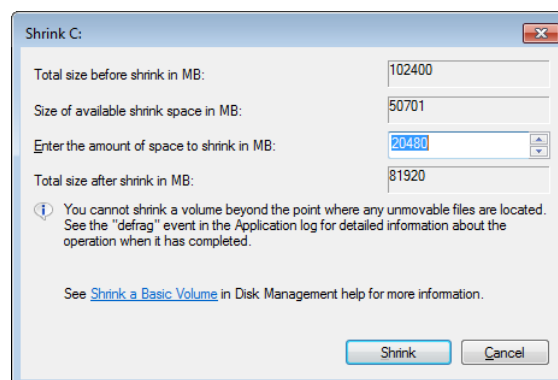 Shrink C:
Total size before shrink in MB: 102400
Size of available shrink space in MB: 50701
Enter the amount of space to shrink in MB: 20480
Total size after shrink in MB: 81920
You cannot shrink a volume beyond the point where any unmovable files are located.
See the "defrag" event in the Application log for detailed information about the
operation when it has completed.
See Shrink a Basic Volume in Disk Management help for more information.
Shrink Cancel